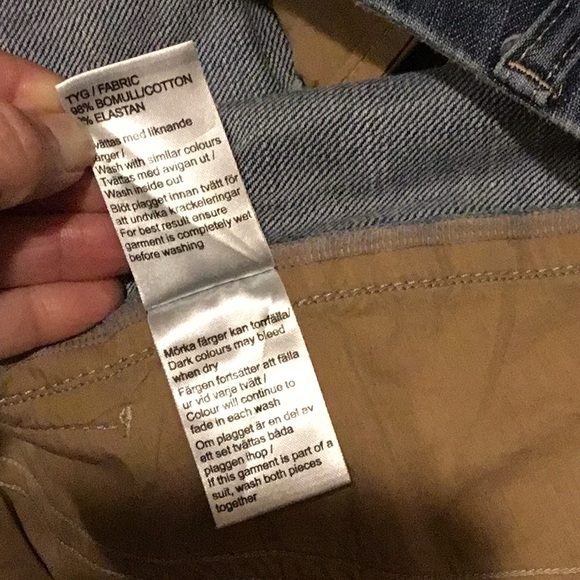 TYG / FABRIC
98% BOMULL/COTTON
% ELASTAN
vättas med liknande
ärger /
Wash with similar colours
Tvättas med avigan ut /
Wash inside out
Blöt plagget innan tvätt för
att undvika krackeleringar
For best result ensure
garment is completely wet
before washing
Mörka färger kan torrfälla/
Dark colours may bleed
when dry
Färgen fortsätter att fälla
ur vid varje tvätt /
Colour will continue to
fade in each wash
Om plagget är en del av
ett set tvättas båda
plaggen ihop /
If this garment is part of a
suit, wash both pieces
together